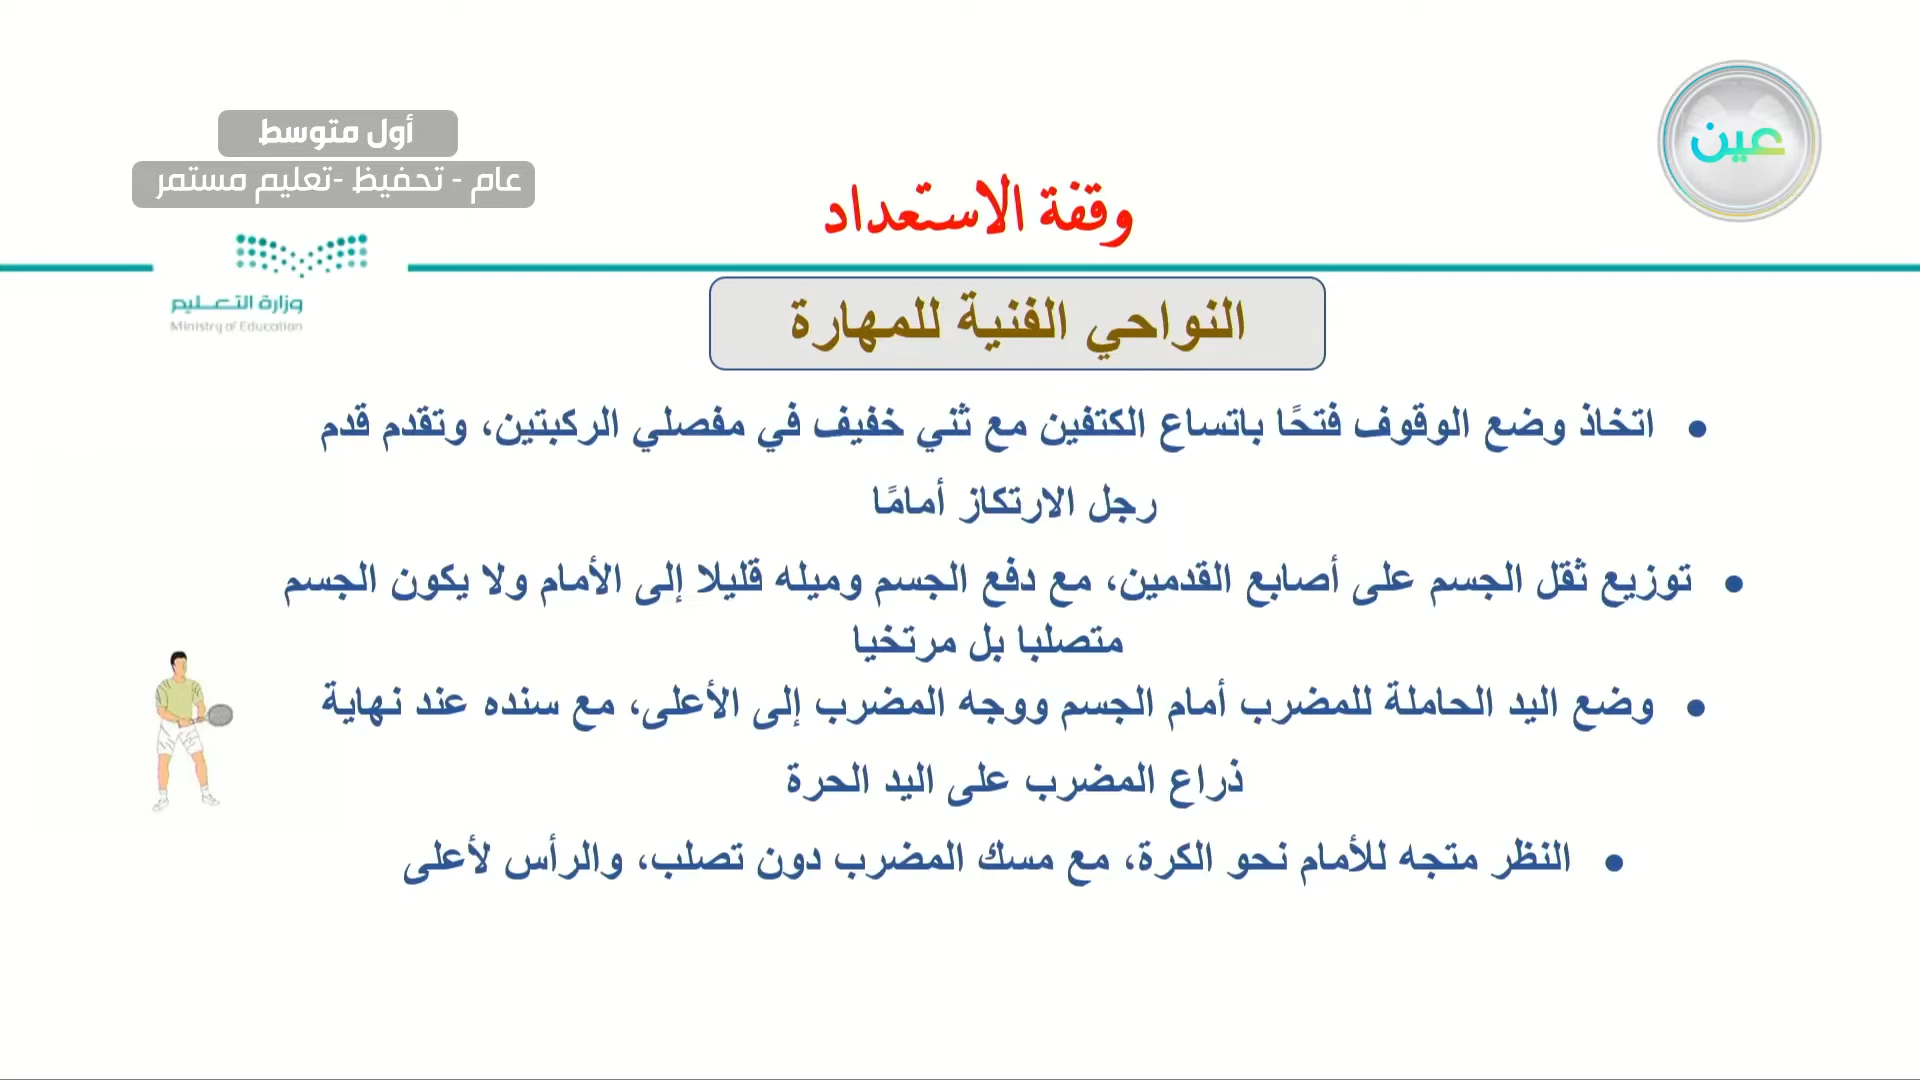 عين
أول متوسط
عام - تحفيظ -تعليم مستمر
وقفة الاستعداد
وزارة التعليم
Ministry of Education
النواحي الفنية للمهارة
• اتخاذ وضع الوقوف فتحًا باتساع الكتفين مع ثني خفيف في مفصلي الركبتين، وتقدم قدم
رجل الارتكاز أمامًا
• توزيع ثقل الجسم على أصابع القدمين، مع دفع الجسم وميله قليلا إلى الأمام ولا يكون الجسم
متصلبا بل مرتخيا
• وضع اليد الحاملة للمضرب أمام الجسم ووجه المضرب إلى الأعلى، مع سنده عند نهاية
ذراع المضرب على اليد الحرة
• النظر متجه للأمام نحو الكرة، مع مسك المضرب دون تصلب، والرأس لأعلى